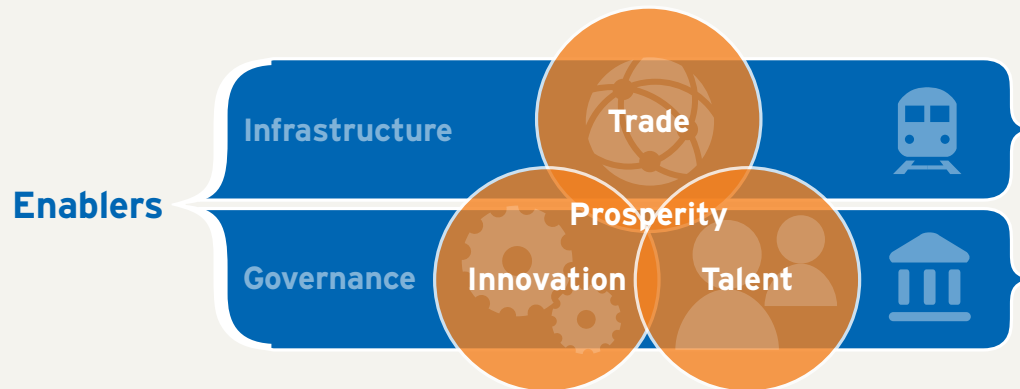 Trade
Infrastructure
Enablers
Prosperity
Governance
Innovation
Talent